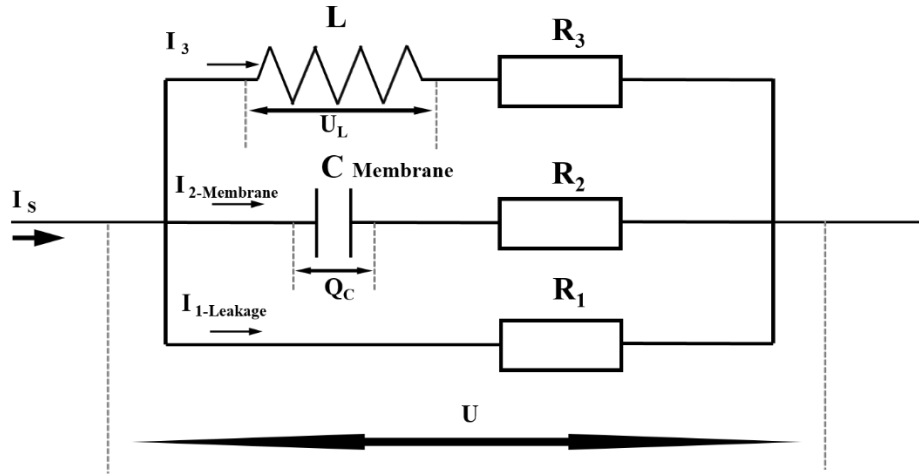 L
R3
I3
UL
C Membrane
R2
I2-Membrane
IS
QC
R1
I1-Leakage
U